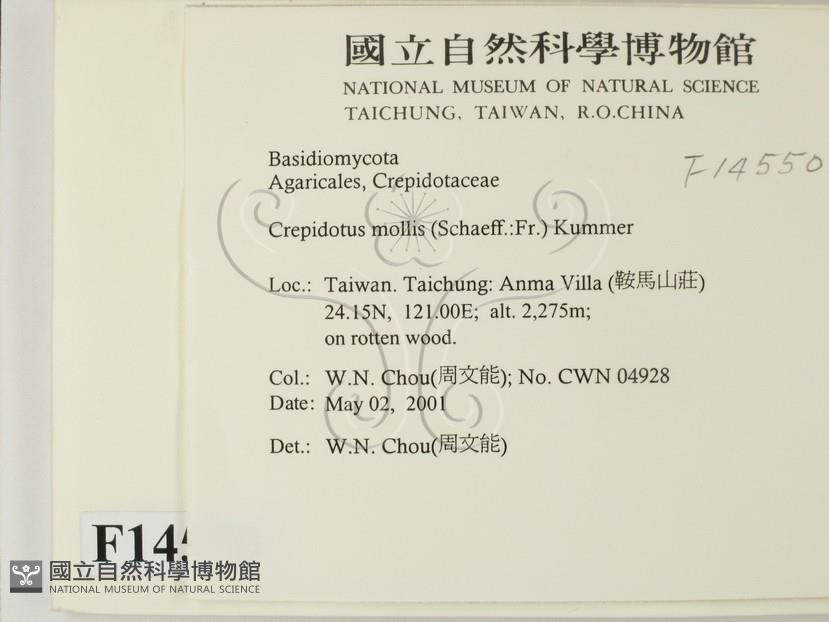 國立自然科學博物館
NATIONAL MUSEUM OF NATURAL SCIENCE
TAICHUNG, TAIWAN, R.O.CHINA
F14550
Basidiomycota
Agaricales, Crepidotaceae
Crepidotus mollis (Schaeff.:Fr.) Kummer
Loc.: Taiwan. Taichung: Anma Villa (鞍馬山莊)
24.15N, 121.00E; alt. 2,275m;
on rotten wood.
Col.: W.N. Chou(周文能); No. CWN 04928
Date: May 02, 2001
Det.: W.N. Chou(周文能)
F145
國立自然科學博物館
NATIONAL MUSEUM OF NATURAL SCIENCE